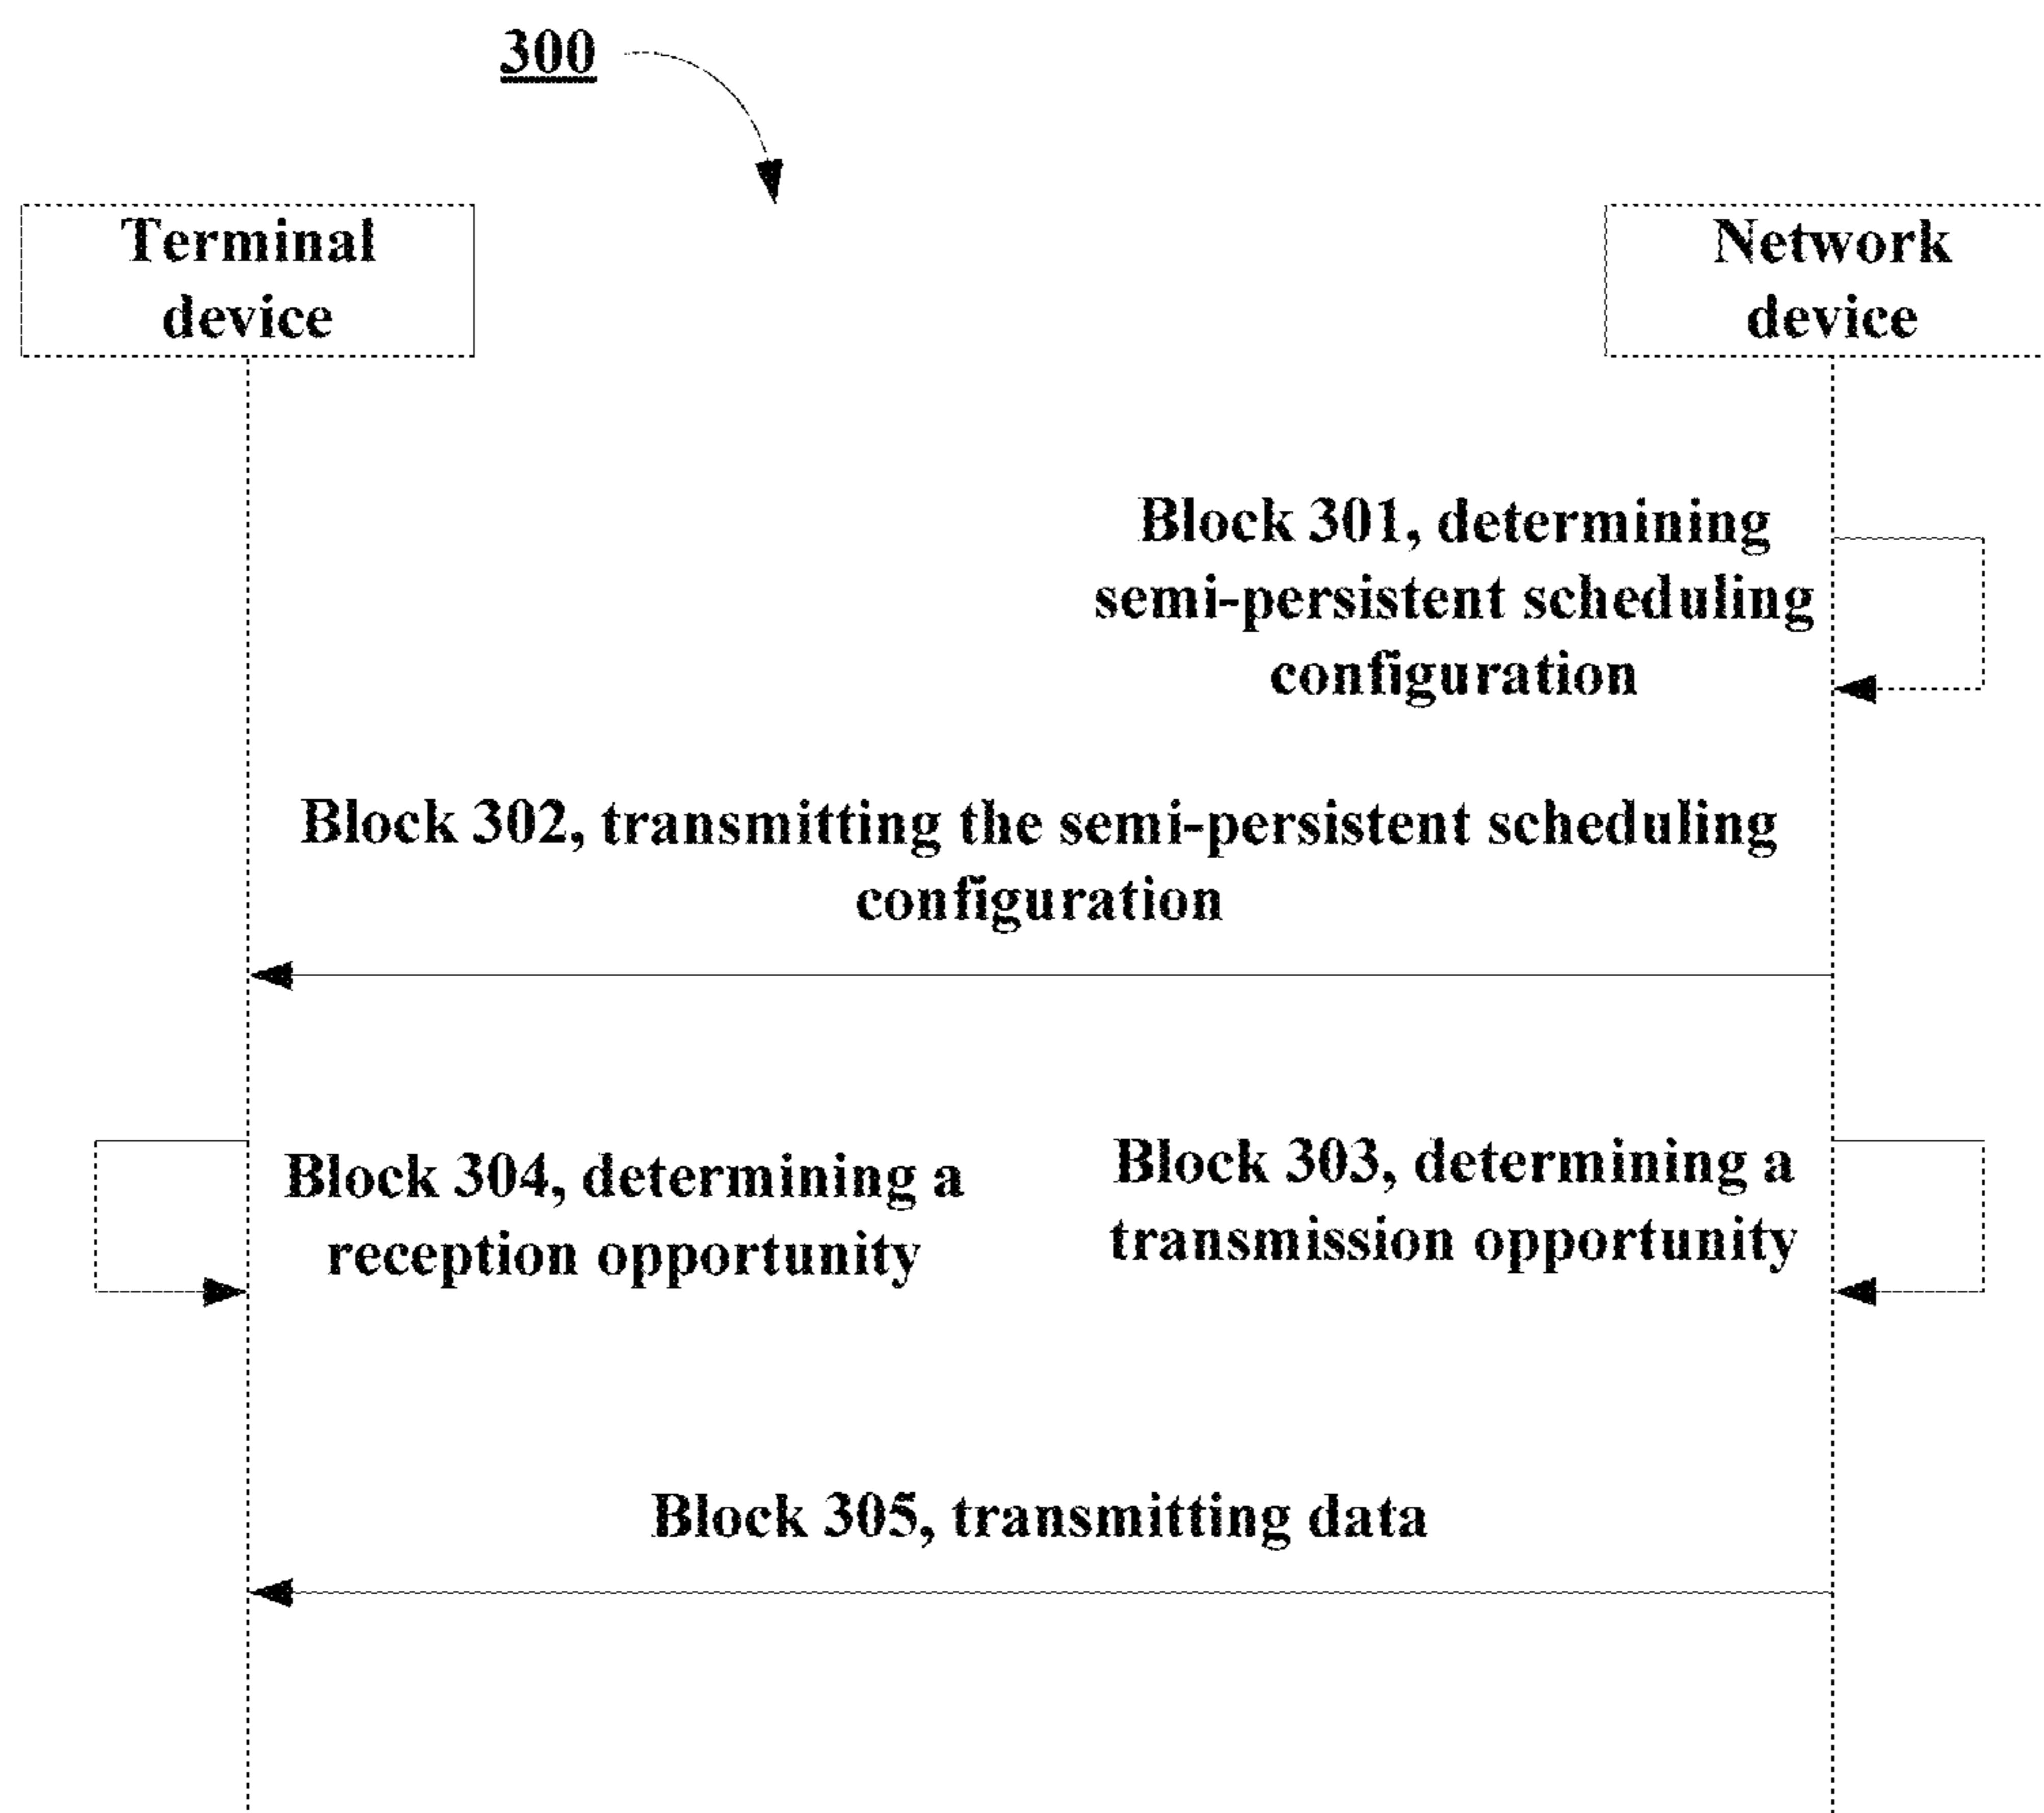 300
Terminal
device
Network
device
Block 301, determining
semi-persistent scheduling
configuration
Block 302, transmitting the semi-persistent scheduling
configuration
Block 304, determining a
reception opportunity
Block 303, determining a
transmission opportunity
Block 305, transmitting data